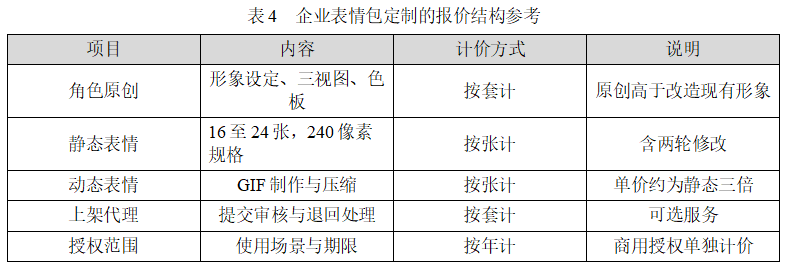 表4 企业表情包定制的报价结构参考
项目 内容 计价方式 说明
角色原创 形象设定、三视图、色板 按套计 原创高于改造现有形象
静态表情 16至24张，240像素规格 按张计 含两轮修改
动态表情 GIF制作与压缩 按张计 单价约为静态三倍
上架代理 提交审核与退回处理 按套计 可选服务
授权范围 使用场景与期限 按年计 商用授权单独计价